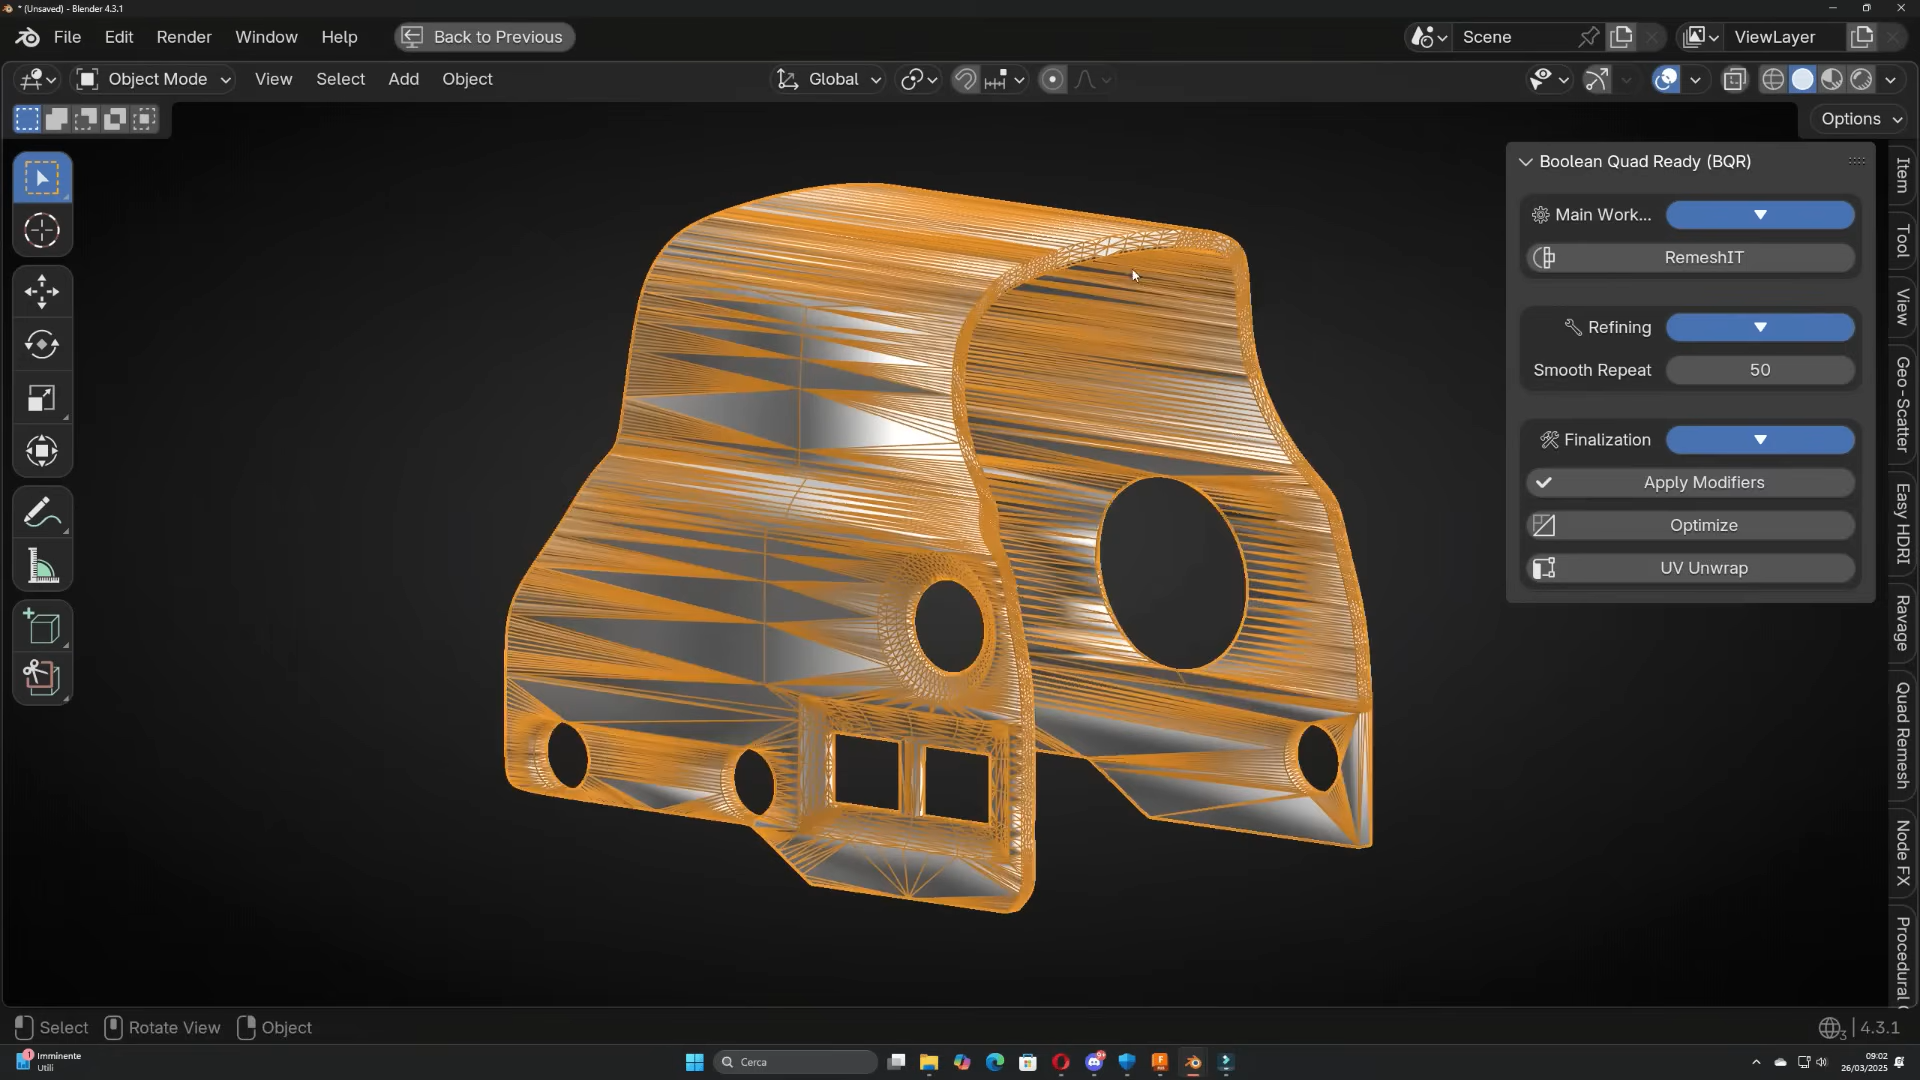 * (Unsaved) - Blender 4.3.1
File Edit Render Window Help Back to Previous Scene ViewLayer
Object Mode View Select Add Object Global
Options
Boolean Quad Ready (BQR)
Main Work...
RemeshIT
Refining
Smooth Repeat 50
Finalization
Apply Modifiers
Optimize
UV Unwrap
Item
Tool
View
Geo-Scatter
Easy HDRI
Ravage
Quad Remesh
Node FX
Procedural
Select Rotate View Object 3 4.3.1
1 Imminente
Utili
Cerca
09:02
26/03/2025